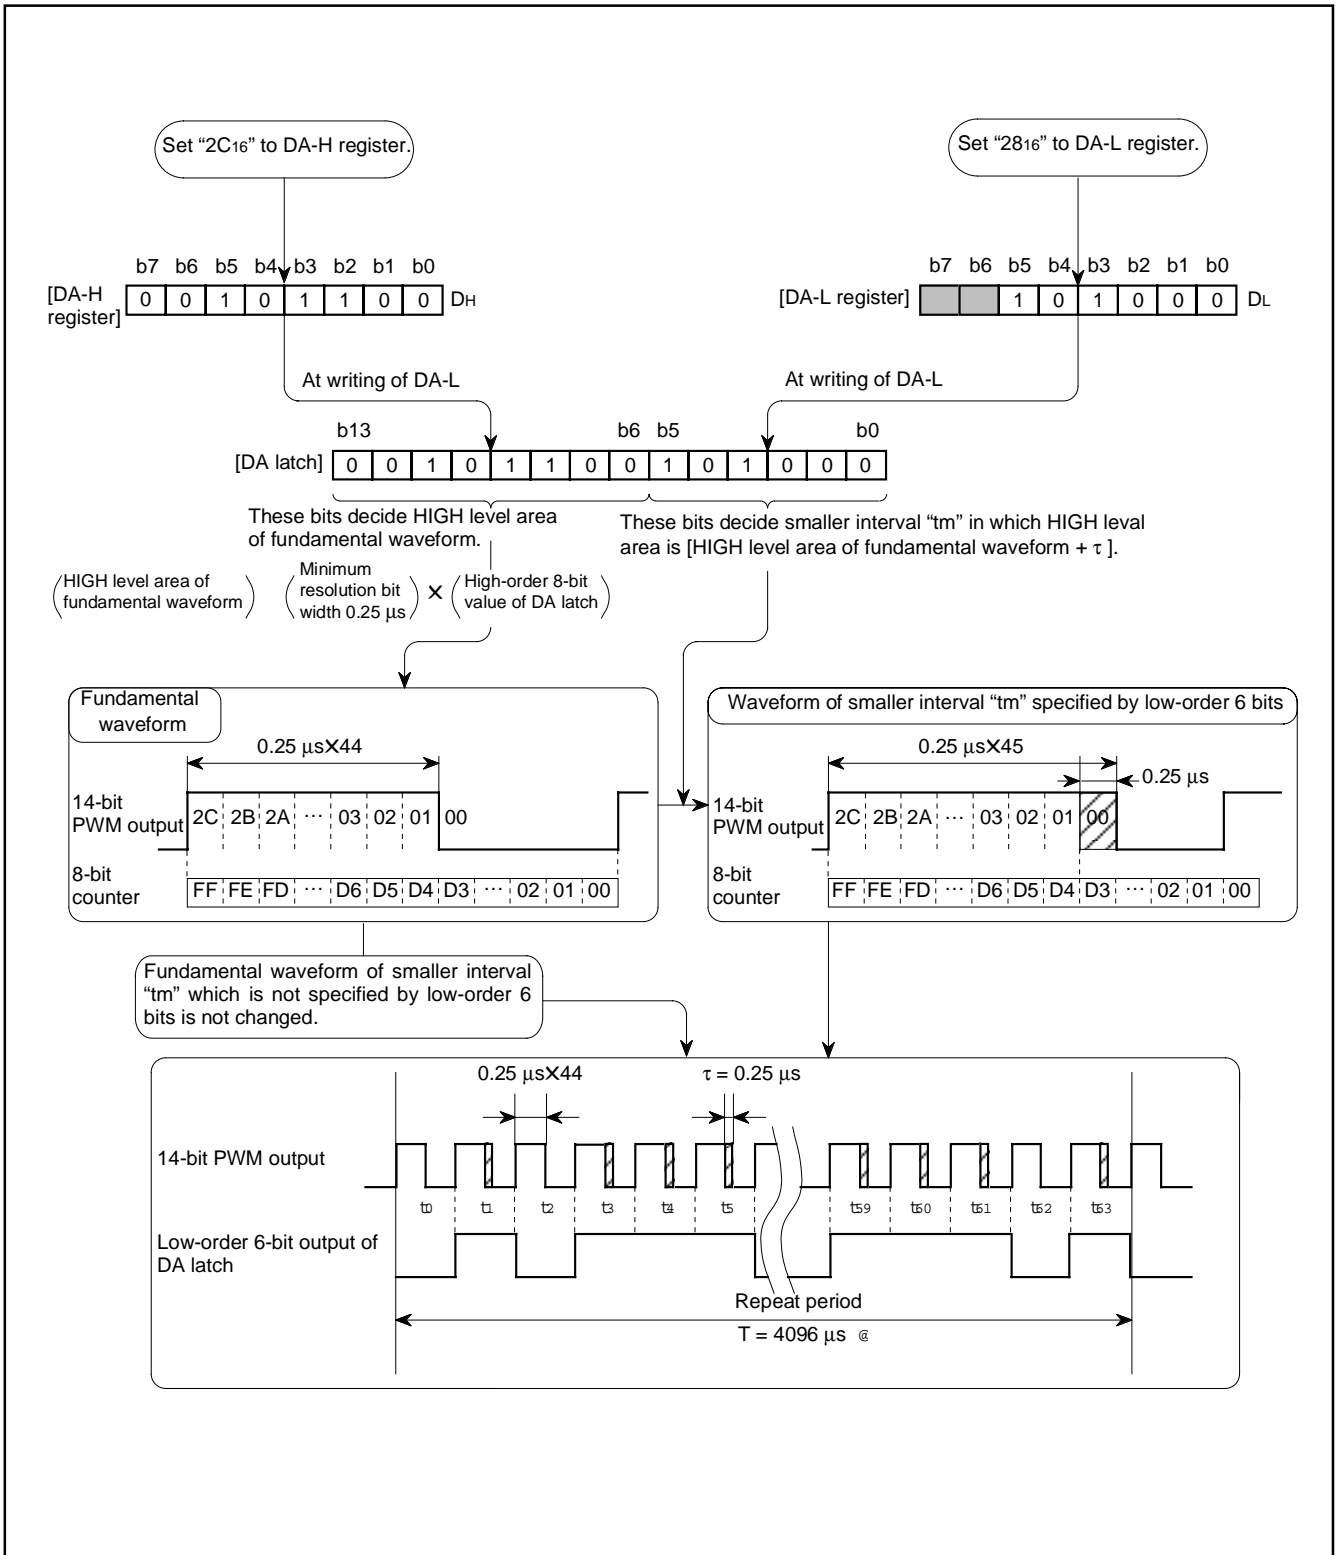 Set “2C16” to DA-H register.
Set “2816” to DA-L register.
b7 b6 b5 b4 b3 b2 b1 b0
[DA-H
register]
0 0 1 0 1 1 0 0
DH
b7 b6 b5 b4 b3 b2 b1 b0
[DA-L register]
1 0 1 0 0 0
DL
At writing of DA-L
At writing of DA-L
b13 b6 b5 b0
[DA latch]
0 0 1 0 1 1 0 0 1 0 1 0 0 0
These bits decide HIGH level area
of fundamental waveform.
These bits decide smaller interval “tm” in which HIGH leval
area is [HIGH level area of fundamental waveform + τ ].
HIGH level area of
fundamental waveform
Minimum
resolution bit
width 0.25 μs
×
High-order 8-bit
value of DA latch
Fundamental
waveform
0.25 μs×44
14-bit
PWM output
2C 2B 2A ··· 03 02 01 00
8-bit
counter
FF FE FD ··· D6 D5 D4 D3 ··· 02 01 00
Waveform of smaller interval “tm” specified by low-order 6 bits
0.25 μs×45
0.25 μs
14-bit
PWM output
2C 2B 2A ··· 03 02 01 00
8-bit
counter
FF FE FD ··· D6 D5 D4 D3 ··· 02 01 00
Fundamental waveform of smaller interval
“tm” which is not specified by low-order 6
bits is not changed.
0.25 μs×44
τ = 0.25 μs
14-bit PWM output
t0 t1 t2 t3 t4 t5 t59 t60 t61 t62 t63
Low-order 6-bit output of
DA latch
Repeat period
T = 4096 μs @